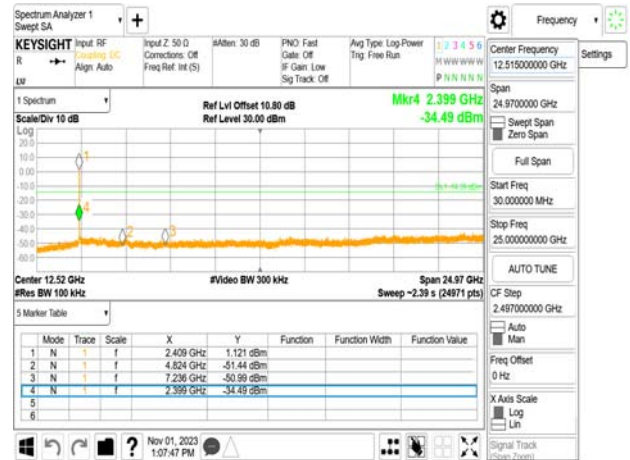 Spectrum Analyzer 1
Swept SA
+
Frequency
KEYSIGHT
R
LU
Input: RF
Coupling: DC
Align: Auto
Input Z: 50 Ω
Corrections: Off
Freq Ref: Int (S)
#Atten: 30 dB
PNO: Fast
Gate: Off
IF Gain: Low
Sig Track: Off
Avg Type: Log-Power
Trig: Free Run
1 2 3 4 5 6
M W W W W W
P N N N N N
Center Frequency
12.515000000 GHz
Settings
Span
24.9700000 GHz
Swept Span
Zero Span
Full Span
Start Freq
30.000000 MHz
Stop Freq
25.000000000 GHz
AUTO TUNE
CF Step
2.497000000 GHz
Auto
Man
Freq Offset
0 Hz
X Axis Scale
Log
Lin
Signal Track
(Span Zoom)
1 Spectrum
Scale/Div 10 dB
Ref Lvl Offset 10.80 dB
Ref Level 30.00 dBm
Mkr4 2.399 GHz
-34.49 dBm
Log
20.0
10.0
0.00
-10.0
-20.0
-30.0
-40.0
-50.0
-60.0
1
4
2
3
Center 12.52 GHz
#Video BW 300 kHz
Span 24.97 GHz
#Res BW 100 kHz
Sweep ~2.39 s (24971 pts)
5 Marker Table
Mode Trace Scale X Y Function Function Width Function Value
1 N 1 f 2.409 GHz 1.121 dBm
2 N 1 f 4.824 GHz -51.44 dBm
3 N 1 f 7.236 GHz -50.99 dBm
4 N 1 f 2.399 GHz -34.49 dBm
5
6
?
Nov 01, 2023
1:07:47 PM